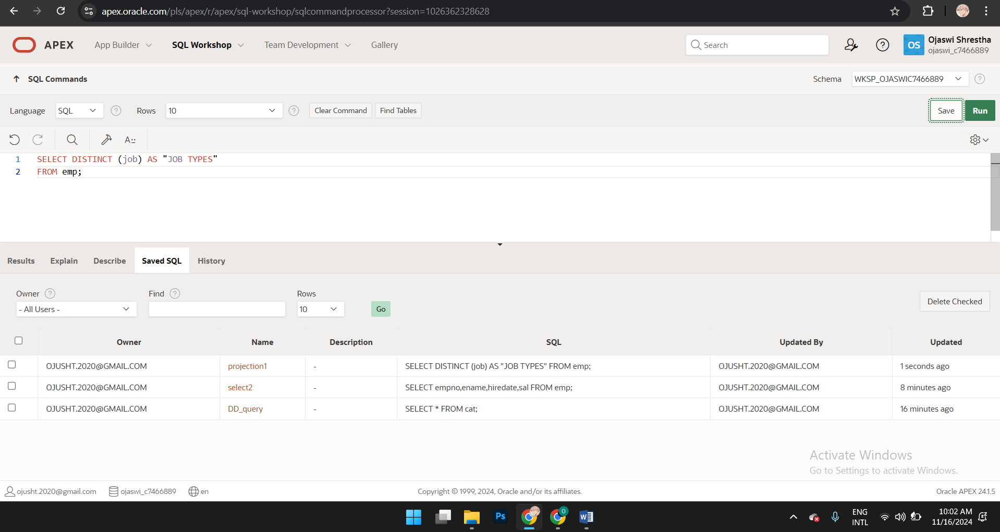 apex.oracle.com/pls/apex/r/apex/sql-workshop/sqlcommandprocessor?session=1026362328628
APEX App Builder SQL Workshop Team Development Gallery Search OS Ojaswi Shrestha
ojaswi_c7466889
SQL Commands Schema WKSP_OJASWIC7466889 ?
Language SQL ? Rows 10 ? Clear Command Find Tables Save Run
A::
1 SELECT DISTINCT (job) AS "JOB TYPES"
2 FROM emp;
Results Explain Describe Saved SQL History
Owner ? Find ? Rows
- All Users - 10 Go Delete Checked
Owner Name Description SQL Updated By Updated
OJUSHT.2020@GMAIL.COM projection1 - SELECT DISTINCT (job) AS "JOB TYPES" FROM emp; OJUSHT.2020@GMAIL.COM 1 seconds ago
OJUSHT.2020@GMAIL.COM select2 - SELECT empno,ename,hiredate,sal FROM emp; OJUSHT.2020@GMAIL.COM 8 minutes ago
OJUSHT.2020@GMAIL.COM DD_query - SELECT * FROM cat; OJUSHT.2020@GMAIL.COM 16 minutes ago
Activate Windows
Go to Settings to activate Windows.
ojusht.2020@gmail.com ojaswi_c7466889 en Copyright © 1999, 2024, Oracle and/or its affiliates. Oracle APEX 24.1.5
Ps O W ENG 10:02 AM
INTL 11/16/2024